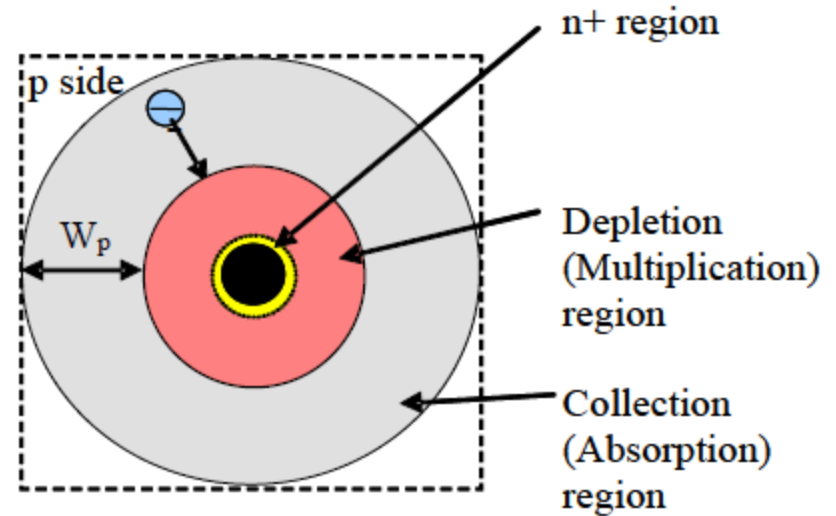 n+ region
p side
Wp
Depletion
(Multiplication)
region
Collection
(Absorption)
region